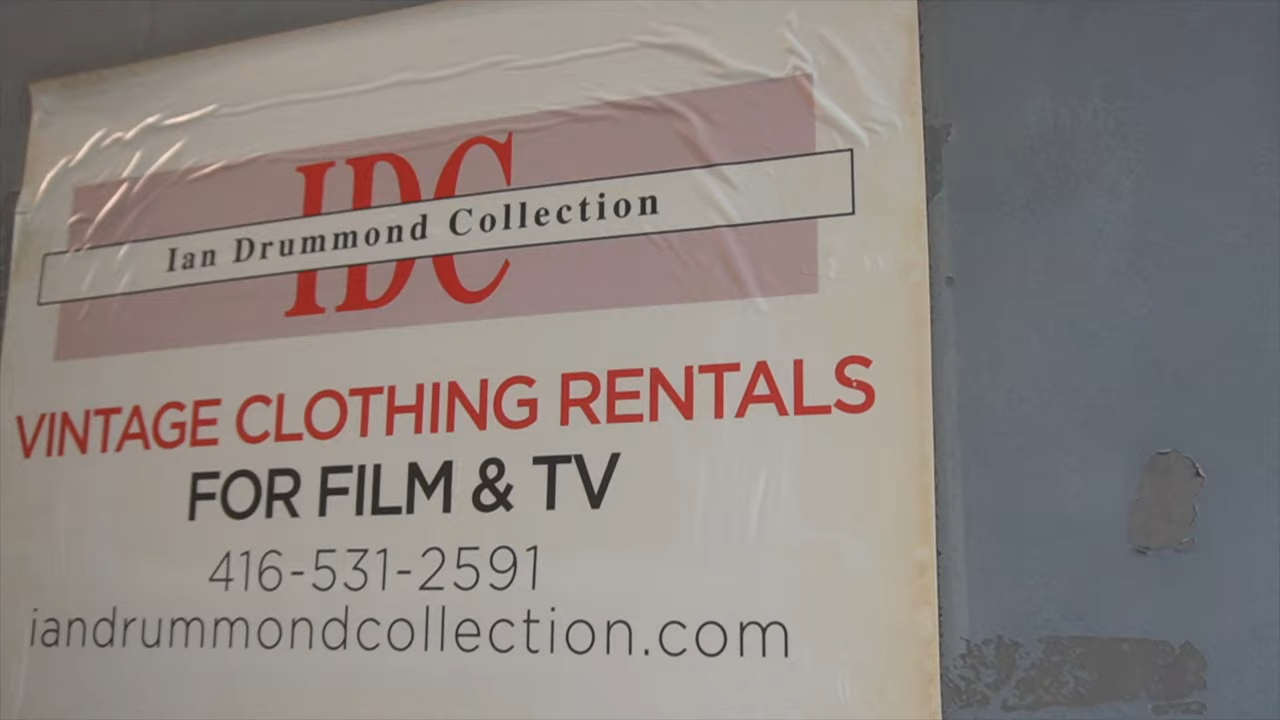 IDC
Ian Drummond Collection
VINTAGE CLOTHING RENTALS
FOR FILM & TV
416-531-2591
iandrummondcollection.com